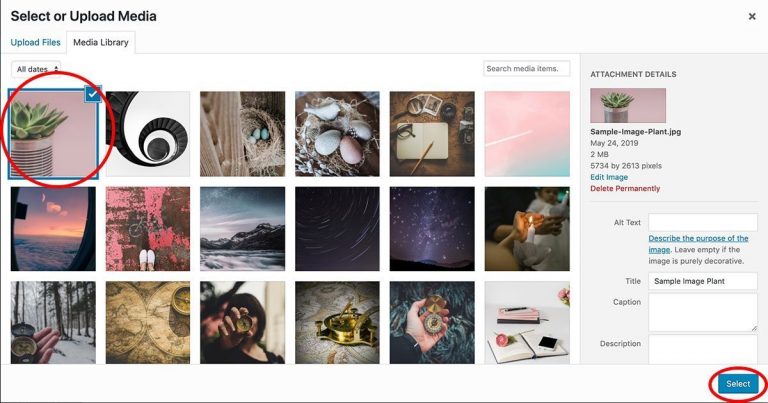 Select or Upload Media
×
Upload Files
Media Library
All dates
Search media items.
ATTACHMENT DETAILS
Sample-Image-Plant.jpg
May 24, 2019
2 MB
5734 by 2613 pixels
Edit Image
Delete Permanently
Alt Text
Describe the purpose of the
image. Leave empty if the
image is purely decorative.
Title
Sample Image Plant
Caption
Description
Select